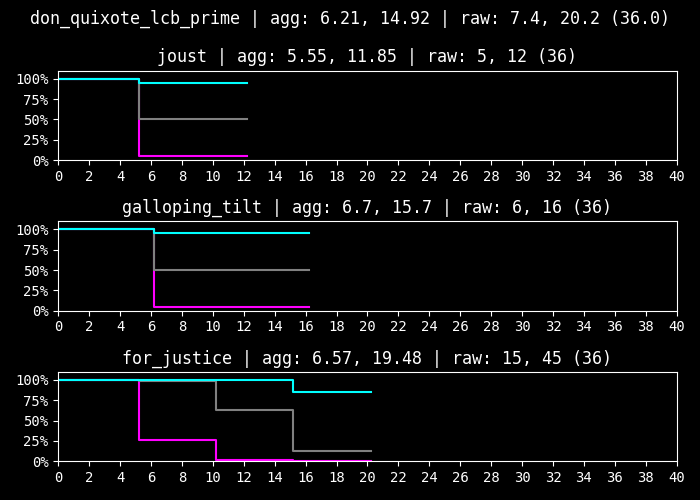 don_quixote_lcb_prime | agg: 6.21, 14.92 | raw: 7.4, 20.2 (36.0)
joust | agg: 5.55, 11.85 | raw: 5, 12 (36)
100%
75%
50%
25%
0%
0 2 4 6 8 10 12 14 16 18 20 22 24 26 28 30 32 34 36 38 40
galloping_tilt | agg: 6.7, 15.7 | raw: 6, 16 (36)
100%
75%
50%
25%
0%
0 2 4 6 8 10 12 14 16 18 20 22 24 26 28 30 32 34 36 38 40
for_justice | agg: 6.57, 19.48 | raw: 15, 45 (36)
100%
75%
50%
25%
0%
0 2 4 6 8 10 12 14 16 18 20 22 24 26 28 30 32 34 36 38 40